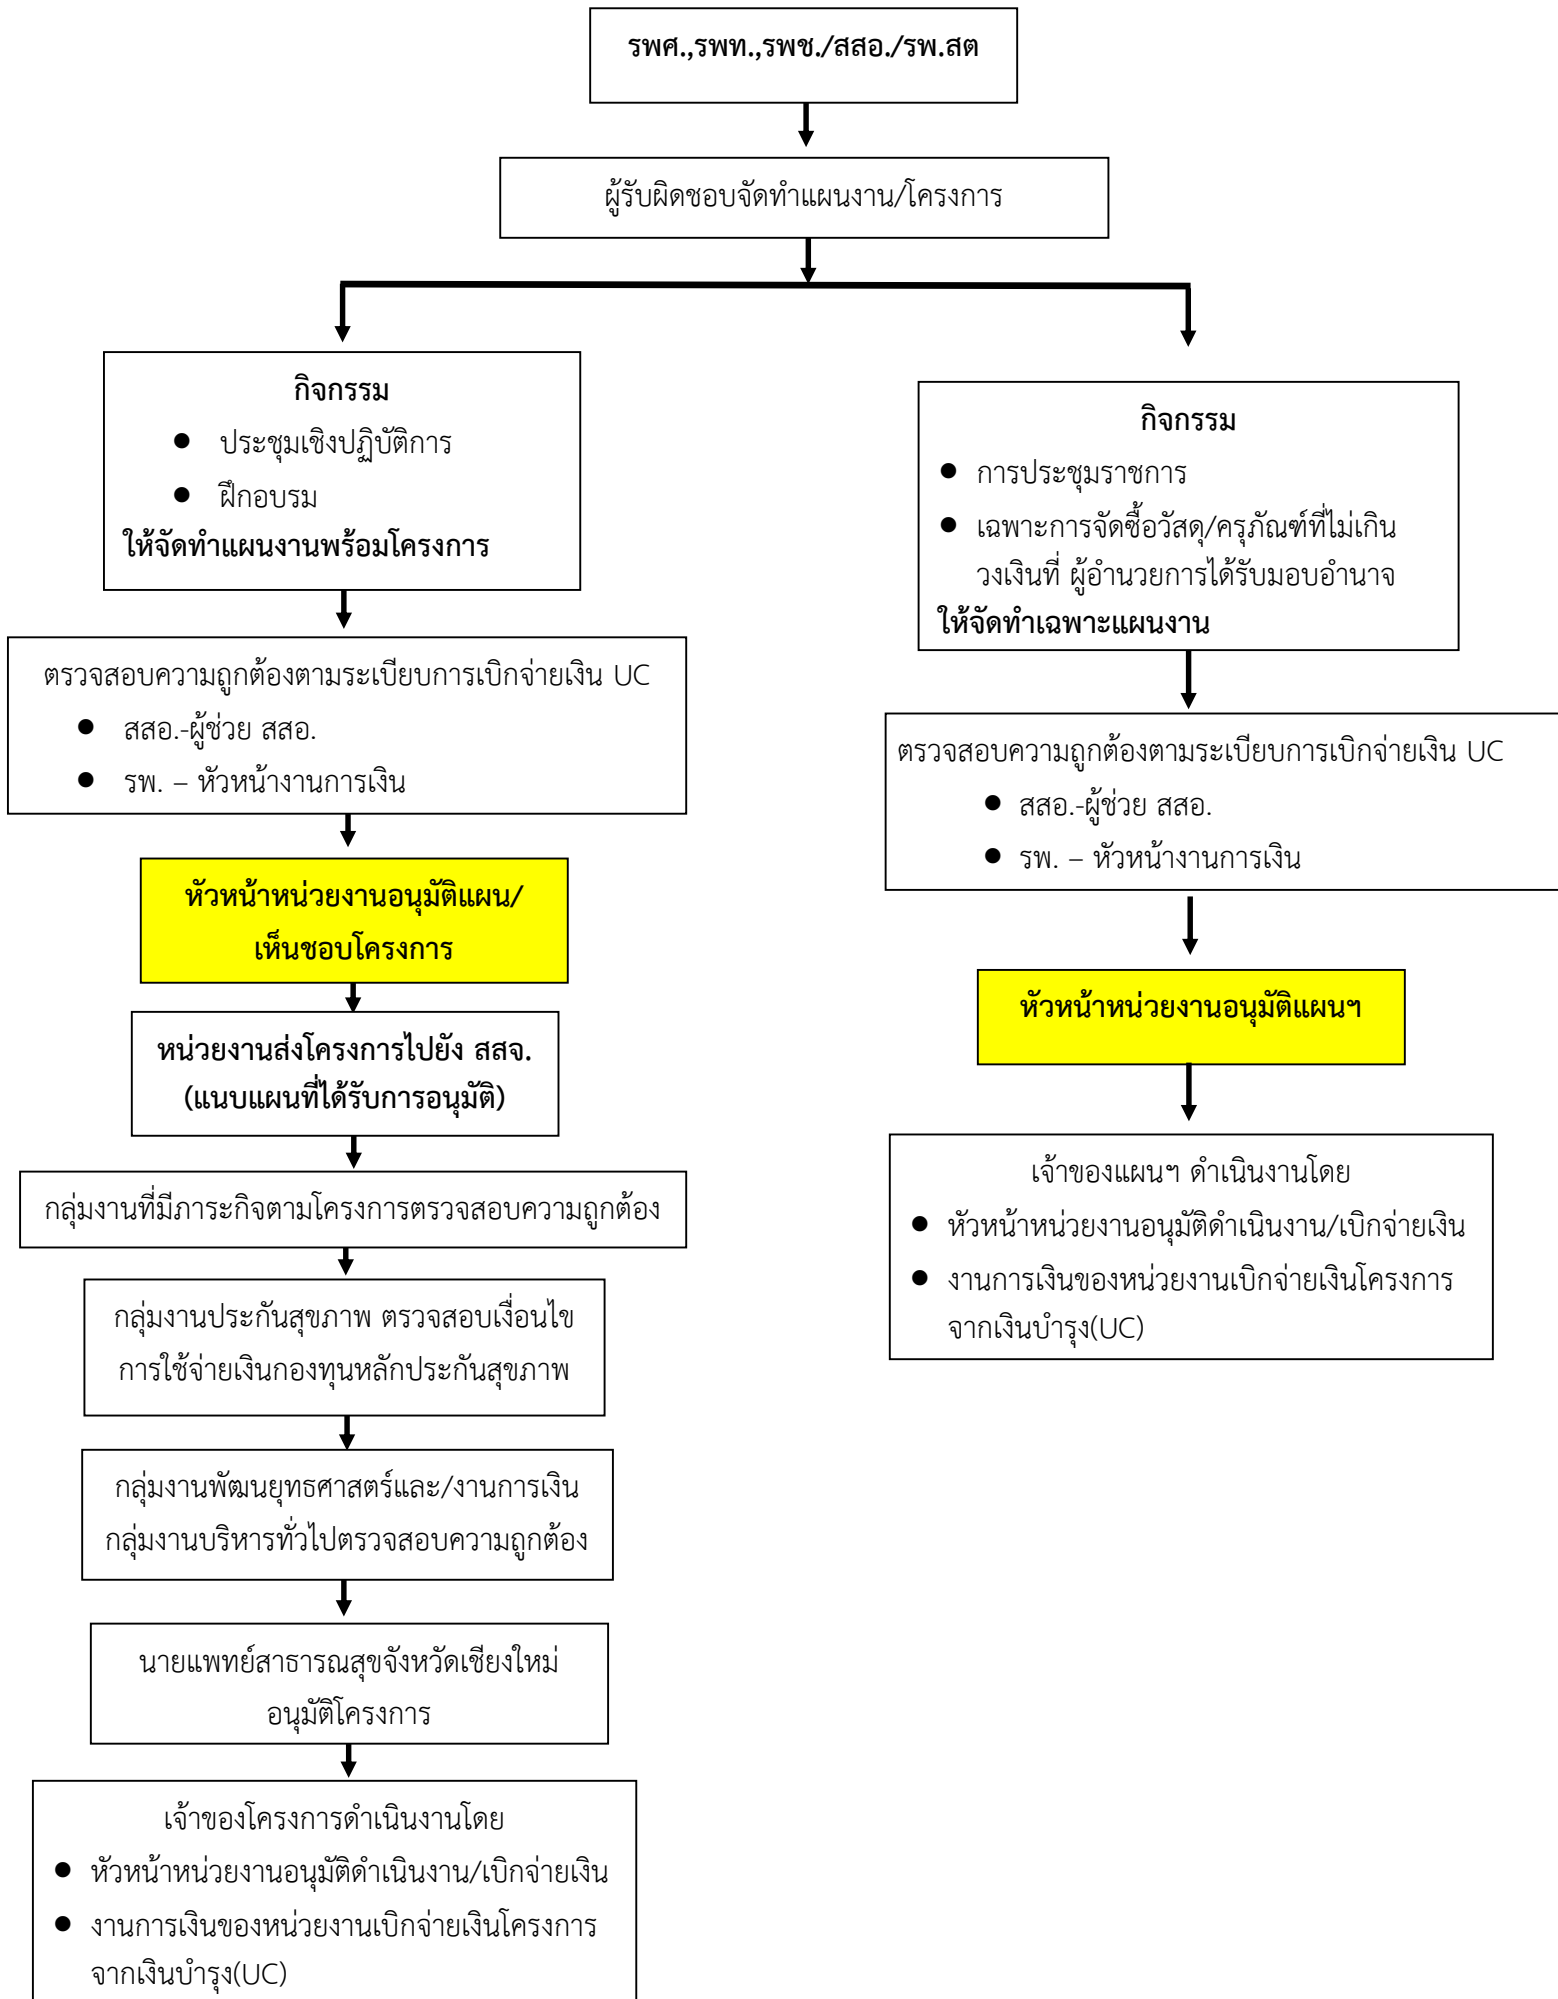 รพศ.,รพท.,รพช./สสอ./รพ.สต
ผู้รับผิดชอบจัดทำแผนงาน/โครงการ
กิจกรรม
● ประชุมเชิงปฏิบัติการ
● ฝึกอบรม
ให้จัดทำแผนงานพร้อมโครงการ
ตรวจสอบความถูกต้องตามระเบียบการเบิกจ่ายเงิน UC
● สสอ.-ผู้ช่วย สสอ.
● รพ. – หัวหน้างานการเงิน
หัวหน้าหน่วยงานอนุมัติแผน/
เห็นชอบโครงการ
หน่วยงานส่งโครงการไปยัง สสจ.
(แนบแผนที่ได้รับการอนุมัติ)
กลุ่มงานที่มีภาระกิจตามโครงการตรวจสอบความถูกต้อง
กลุ่มงานประกันสุขภาพ ตรวจสอบเงื่อนไข
การใช้จ่ายเงินกองทุนหลักประกันสุขภาพ
กลุ่มงานพัฒนยุทธศาสตร์และ/งานการเงิน
กลุ่มงานบริหารทั่วไปตรวจสอบความถูกต้อง
นายแพทย์สาธารณสุขจังหวัดเชียงใหม่
อนุมัติโครงการ
เจ้าของโครงการดำเนินงานโดย
● หัวหน้าหน่วยงานอนุมัติดำเนินงาน/เบิกจ่ายเงิน
● งานการเงินของหน่วยงานเบิกจ่ายเงินโครงการ
จากเงินบำรุง(UC)
กิจกรรม
● การประชุมราชการ
● เฉพาะการจัดซื้อวัสดุ/ครุภัณฑ์ที่ไม่เกิน
วงเงินที่ ผู้อำนวยการได้รับมอบอำนาจ
ให้จัดทำเฉพาะแผนงาน
ตรวจสอบความถูกต้องตามระเบียบการเบิกจ่ายเงิน UC
● สสอ.-ผู้ช่วย สสอ.
● รพ. – หัวหน้างานการเงิน
หัวหน้าหน่วยงานอนุมัติแผนฯ
เจ้าของแผนฯ ดำเนินงานโดย
● หัวหน้าหน่วยงานอนุมัติดำเนินงาน/เบิกจ่ายเงิน
● งานการเงินของหน่วยงานเบิกจ่ายเงินโครงการ
จากเงินบำรุง(UC)